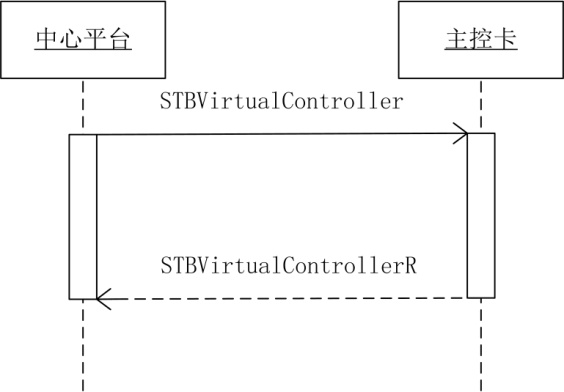 中心平台
主控卡
STBVirtualController
STBVirtualControllerR